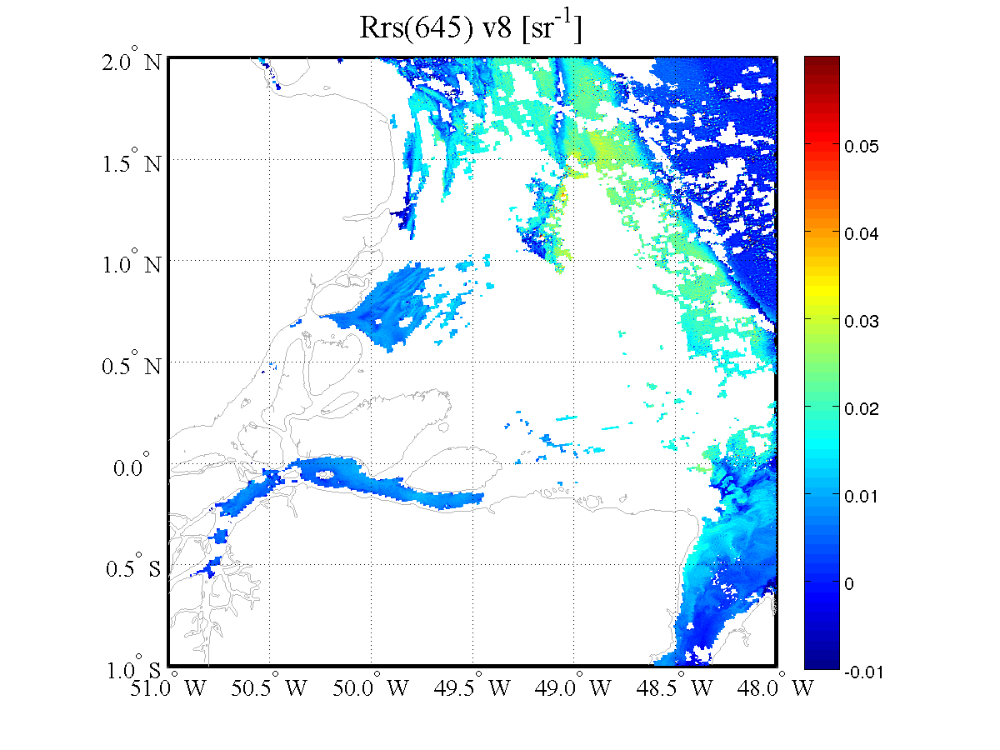 Rrs(645) v8 [sr-1]
2.0° N
1.5° N
1.0° N
0.5° N
0.0°
0.5° S
1.0° S
51.0° W 50.5° W 50.0° W 49.5° W 49.0° W 48.5° W 48.0° W
0.05
0.04
0.03
0.02
0.01
0
-0.01